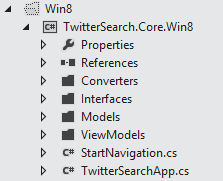 Win8
C# TwitterSearch.Core.Win8
Properties
References
Converters
Interfaces
Models
ViewModels
C# StartNavigation.cs
C# TwitterSearchApp.cs